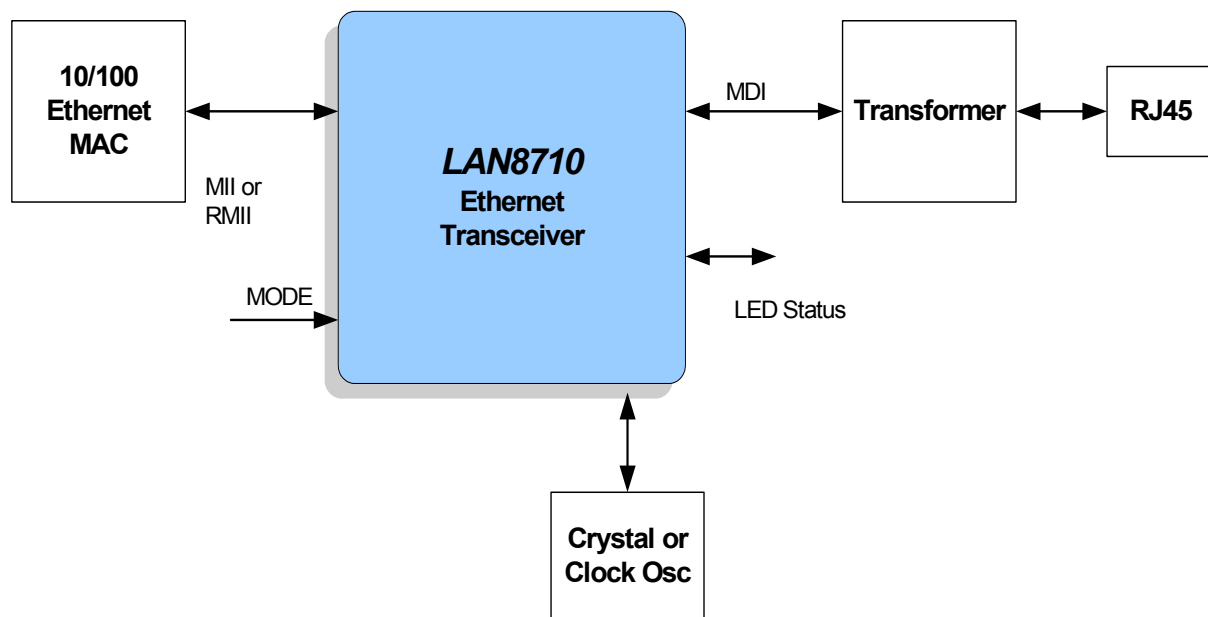 10/100
Ethernet
MAC
MII or
RMII
MODE
LAN8710
Ethernet
Transceiver
MDI
Transformer
RJ45
LED Status
Crystal or
Clock Osc